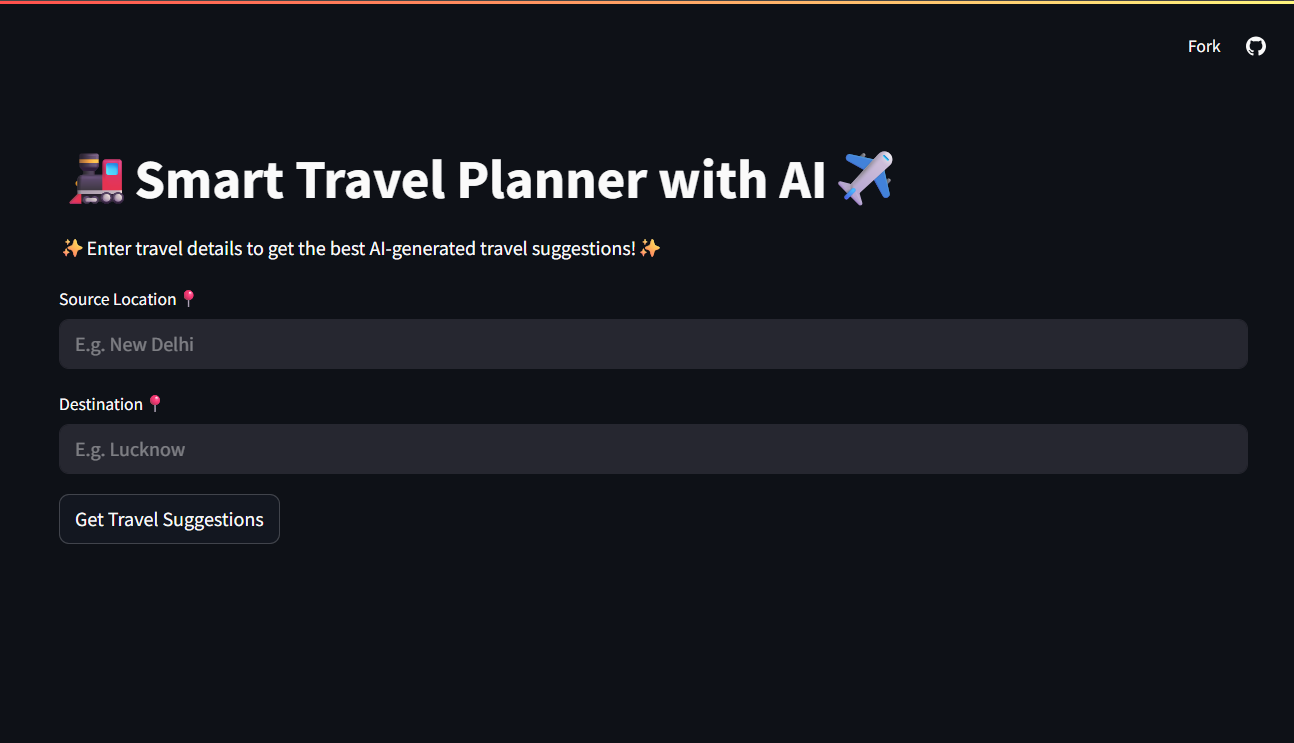 Fork
🚂 Smart Travel Planner with AI ✈️
✨ Enter travel details to get the best AI-generated travel suggestions! ✨
Source Location 📍
E.g. New Delhi
Destination 📍
E.g. Lucknow
Get Travel Suggestions